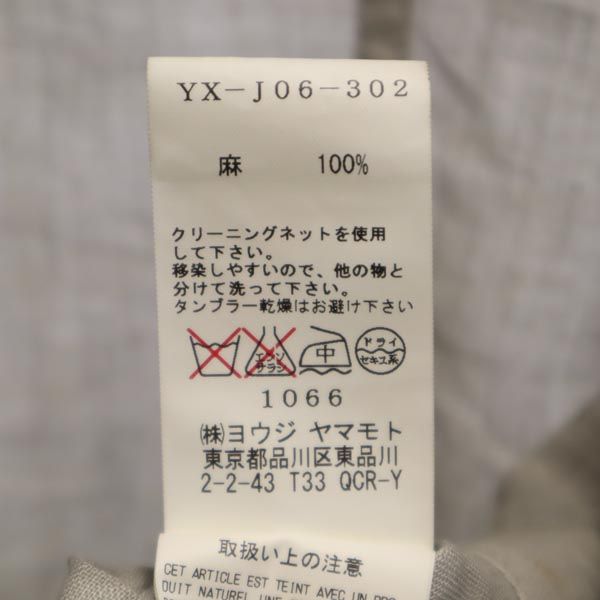 YX-J06-302
麻 100%
クリーニングネットを使用
して下さい。
移染しやすいので、他の物と
分けて洗って下さい。
タンブラー乾燥はお避け下さい
エンソ サラシ 中 ドライ セキユ系
1066
㈱ヨウジ ヤマモト
東京都品川区東品川
2-2-43 T33 QCR-Y
取扱い上の注意
CET ARTICLE EST TEINT AVEC UN PRO
DUIT NATUREL UNE